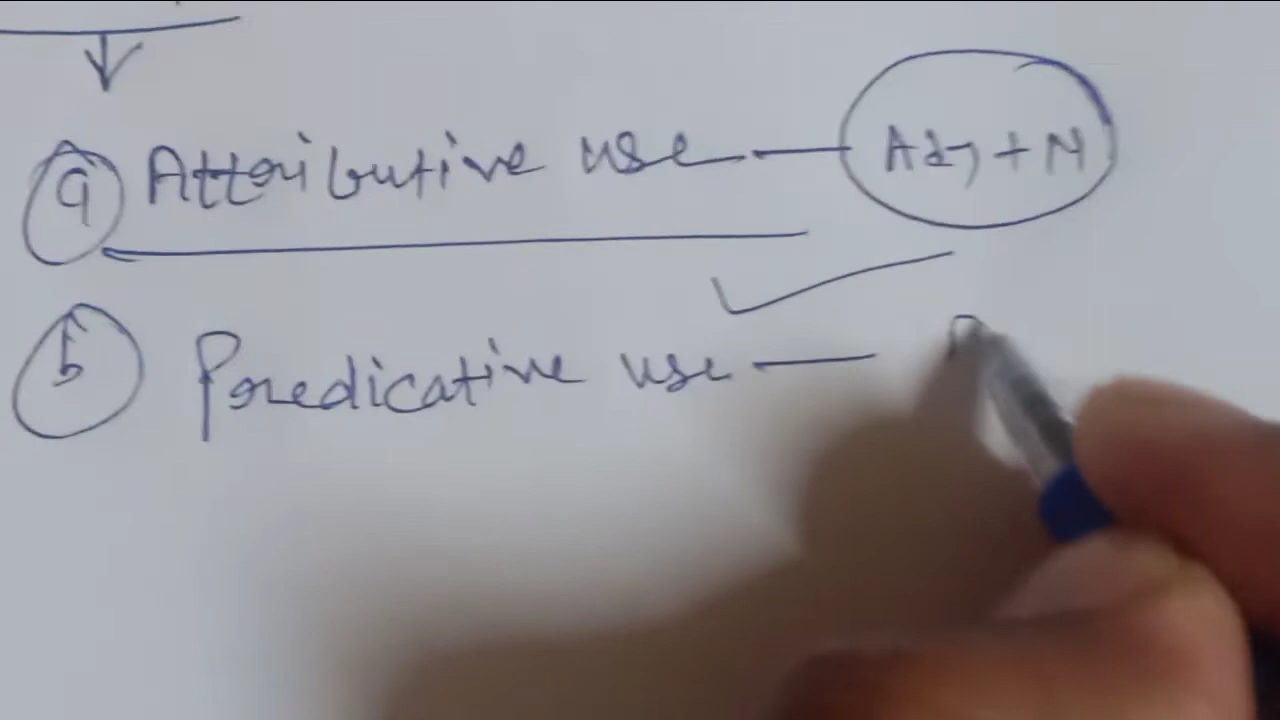 a Attributive use — Adj + N
b Predicative use —